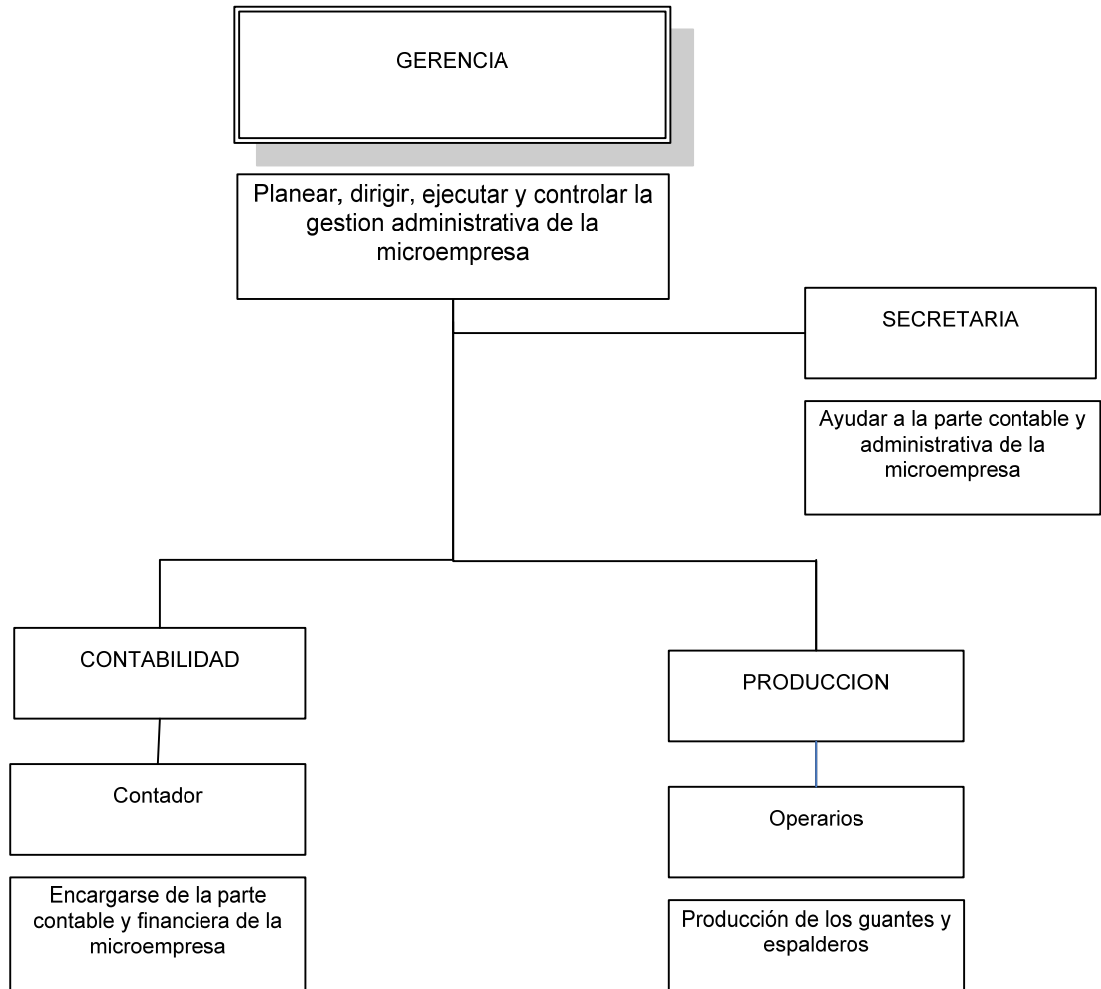 GERENCIA
Planear, dirigir, ejecutar y controlar la
gestion administrativa de la
microempresa
SECRETARIA
Ayudar a la parte contable y
administrativa de la
microempresa
CONTABILIDAD
PRODUCCION
Contador
Operarios
Encargarse de la parte
contable y financiera de la
microempresa
Producción de los guantes y
espalderos